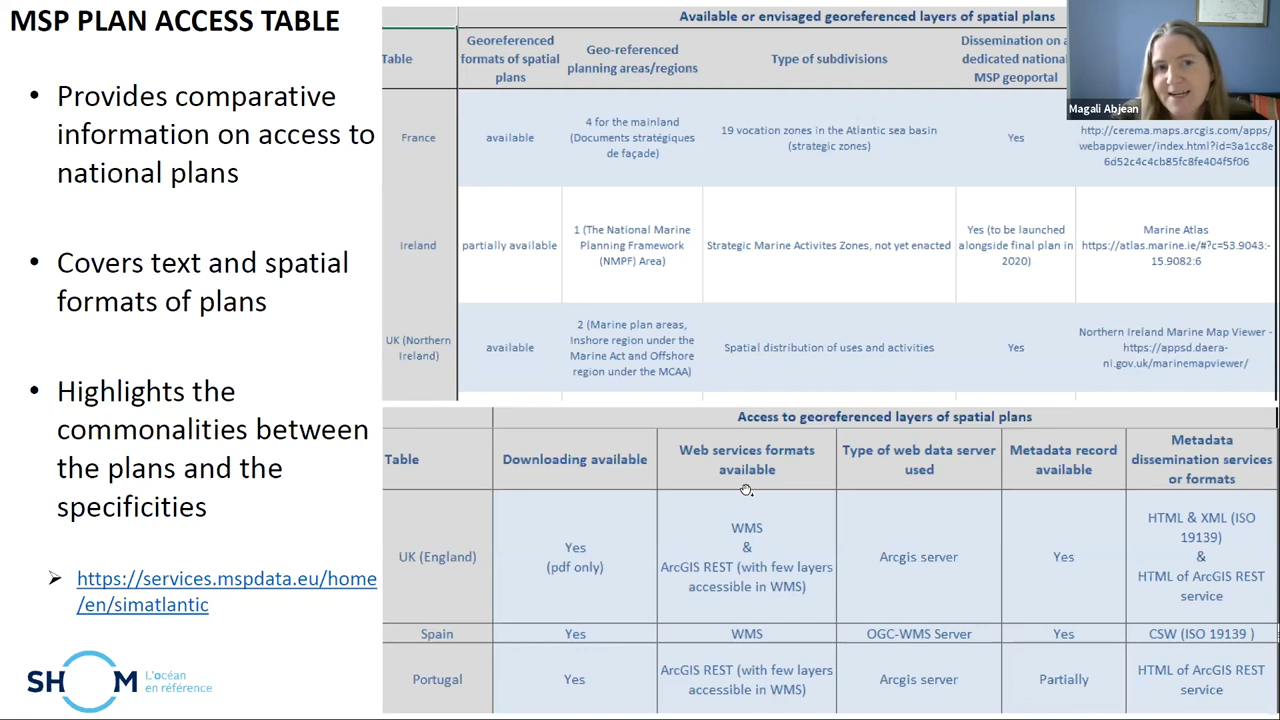 MSP PLAN ACCESS TABLE
• Provides comparative
information on access to
national plans
• Covers text and spatial
formats of plans
• Highlights the
commonalities between
the plans and the
specificities
➢ https://services.mspdata.eu/home
/en/simatlantic
SHOM L'océan
en référence
Available or envisaged georeferenced layers of spatial plans
Table
Georeferenced
formats of spatial
plans
Geo-referenced
planning areas/regions
Type of subdivisions
Dissemination on a
dedicated national
MSP geoportal
Magali Abjean
France
available
4 for the mainland
(Documents stratégiques
de façade)
19 vocation zones in the Atlantic sea basin
(strategic zones)
Yes
http://cerema.maps.arcgis.com/apps/
webappviewer/index.html?id=3a1cc8e
6d52c4c4cb85fc8fe404f5f06
Ireland
partially available
1 (The National Marine
Planning Framework
(NMPF) Area)
Strategic Marine Activites Zones, not yet enacted
Yes (to be launched
alongside final plan in
2020)
Marine Atlas
https://atlas.marine.ie/#?c=53.9043:-
15.9082:6
UK (Northern
Ireland)
available
2 (Marine plan areas,
Inshore region under the
Marine Act and Offshore
region under the MCAA)
Spatial distribution of uses and activities
Yes
Northern Ireland Marine Map Viewer -
https://appsd.daera-
ni.gov.uk/marinemapviewer/
Access to georeferenced layers of spatial plans
Table
Downloading available
Web services formats
available
Type of web data server
used
Metadata record
available
Metadata
dissemination services
or formats
UK (England)
Yes
(pdf only)
WMS
&
ArcGIS REST (with few layers
accessible in WMS)
Arcgis server
Yes
HTML & XML (ISO
19139)
&
HTML of ArcGIS REST
service
Spain
Yes
WMS
OGC-WMS Server
Yes
CSW (ISO 19139 )
Portugal
Yes
ArcGIS REST (with few layers
accessible in WMS)
Arcgis server
Partially
HTML of ArcGIS REST
service